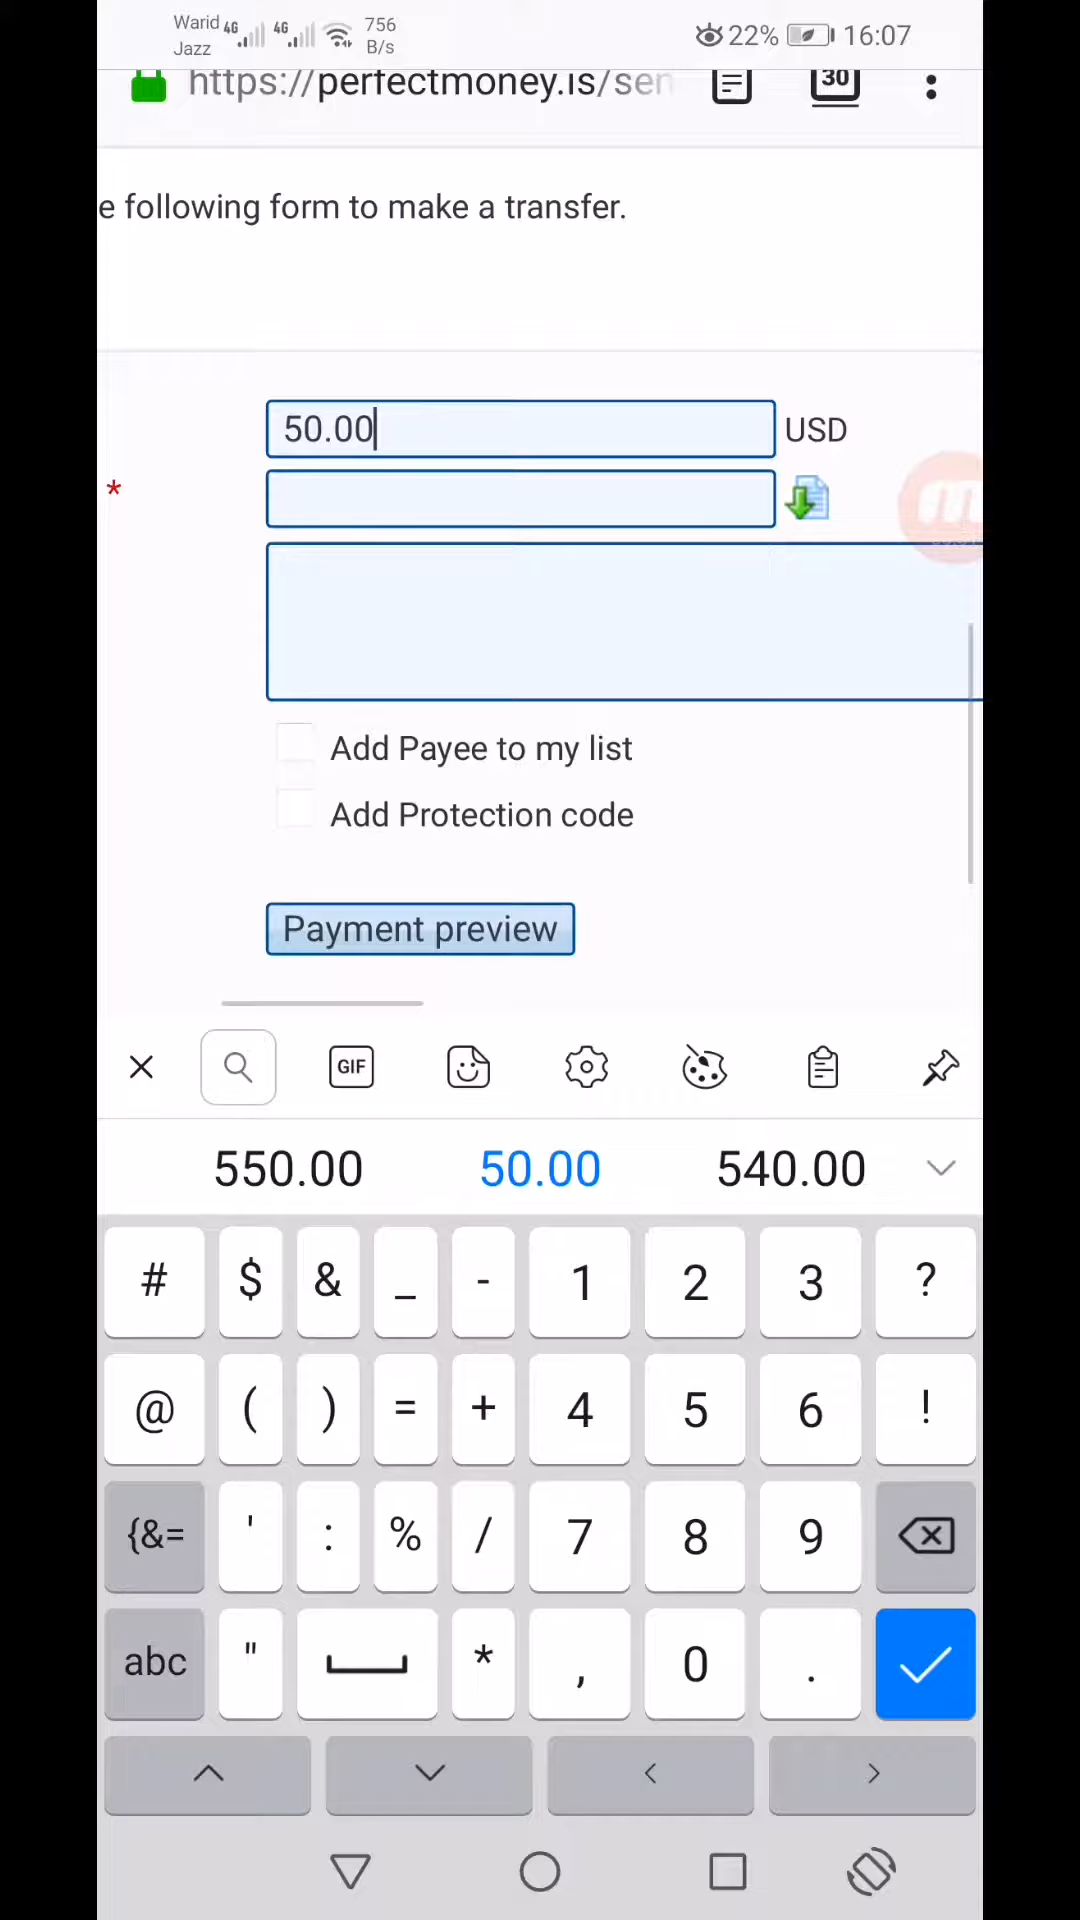 Warid 4G 4G 756
Jazz B/s
22% 16:07
https://perfectmoney.is/sen 30
e following form to make a transfer.
50.00 USD
*
Add Payee to my list
Add Protection code
Payment preview
GIF
550.00 50.00 540.00
# $ & _ - 1 2 3 ?
@ ( ) = + 4 5 6 !
{&= ' : % / 7 8 9
abc " * , 0 .